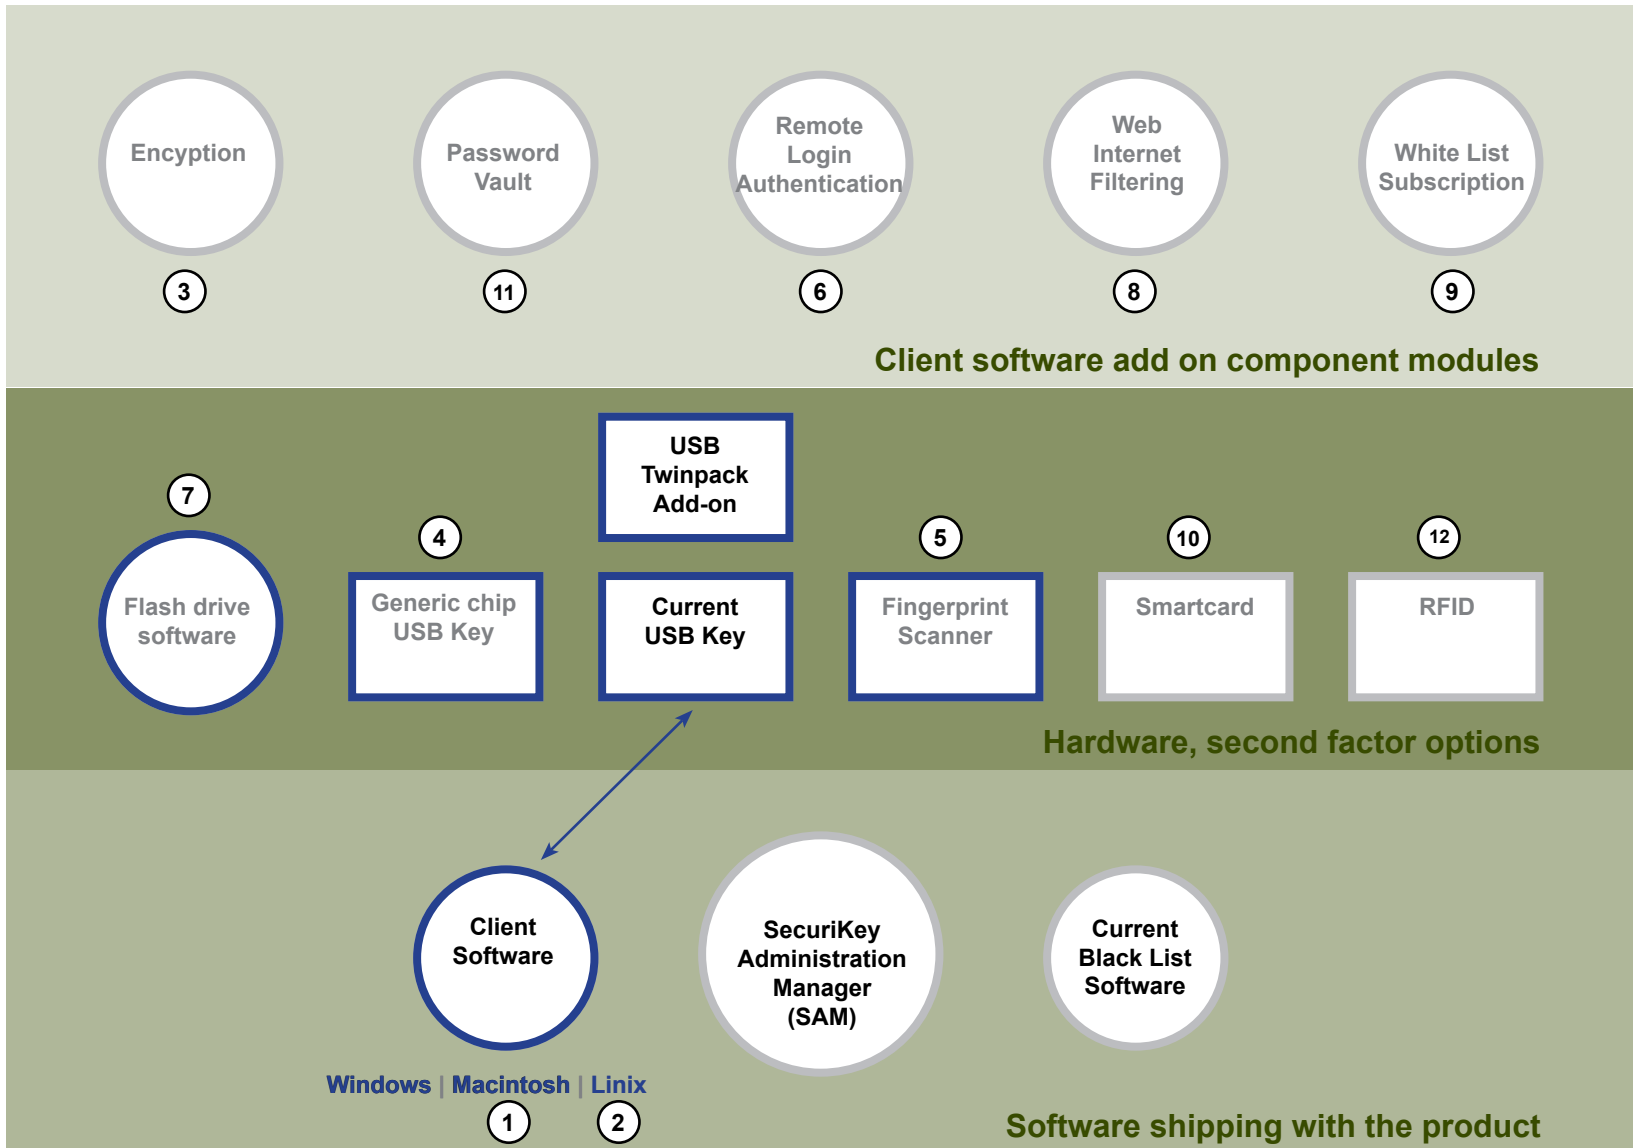 Encyption
Password
Vault
Remote
Login
Authentication
Web
Internet
Filtering
White List
Subscription
3
11
6
8
9
Client software add on component modules
USB
Twinpack
Add-on
7
4
5
10
12
Flash drive
software
Generic chip
USB Key
Current
USB Key
Fingerprint
Scanner
Smartcard
RFID
Hardware, second factor options
Client
Software
SecuriKey
Administration
Manager
(SAM)
Current
Black List
Software
Windows | Macintosh | Linix
1
2
Software shipping with the product